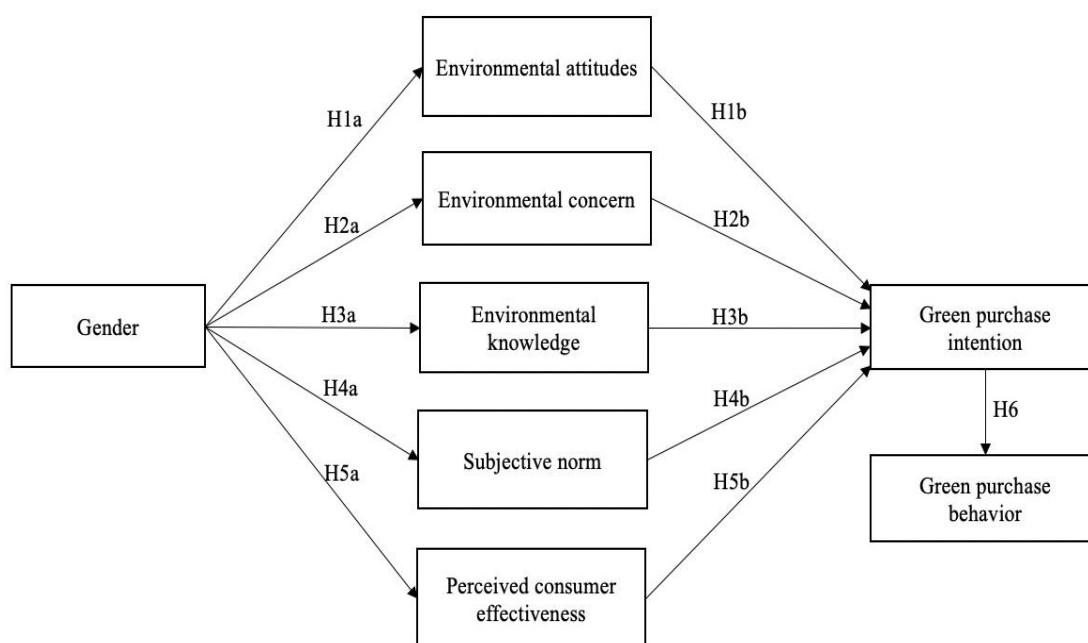 Environmental attitudes
H1a
H1b
Environmental concern
H2a
H2b
Gender
H3a
Environmental
knowledge
H3b
Green purchase
intention
H4a
H4b
H6
Subjective norm
H5a
H5b
Green purchase
behavior
Perceived consumer
effectiveness